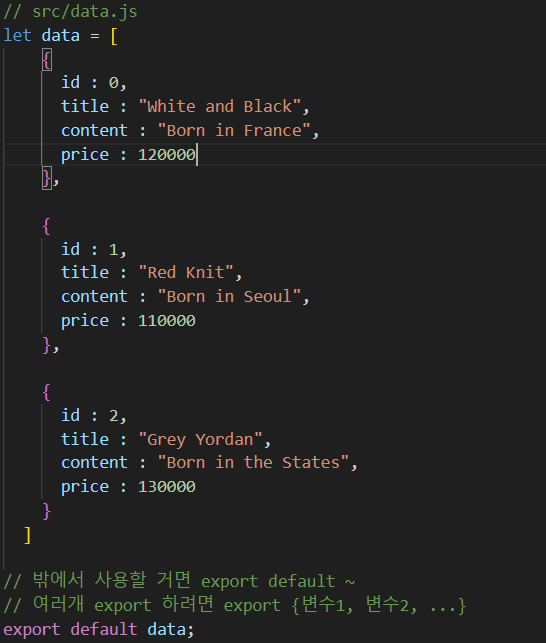 // src/data.js
let data = [
{
id : 0,
title : "White and Black",
content : "Born in France",
price : 120000
},
{
id : 1,
title : "Red Knit",
content : "Born in Seoul",
price : 110000
},
{
id : 2,
title : "Grey Yordan",
content : "Born in the States",
price : 130000
}
]
// 밖에서 사용할 거면 export default ~
// 여러개 export 하려면 export {변수1, 변수2, ...}
export default data;